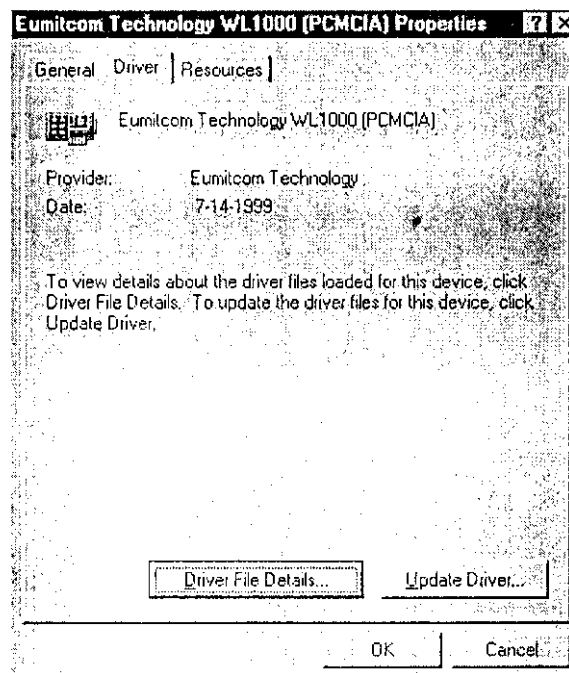 Eumitcom Technology WL1000 (PCMCIA) Properties ? X
General Driver Resources
Eumitcom Technology WL1000 (PCMCIA)
Provider: Eumitcom Technology
Date: 7-14-1999
To view details about the driver files loaded for this device, click
Driver File Details. To update the driver files for this device, click
Update Driver.
Driver File Details... Update Driver...
OK Cancel